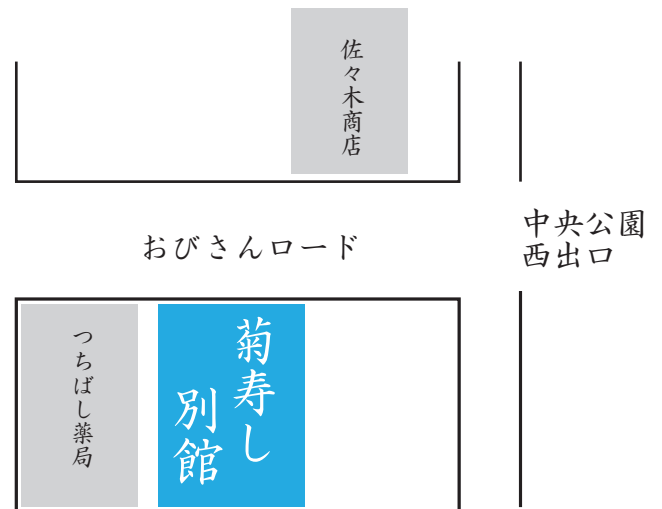 佐々木商店
おびさんロード
中央公園
西出口
つちばし薬局
菊寿し
別館